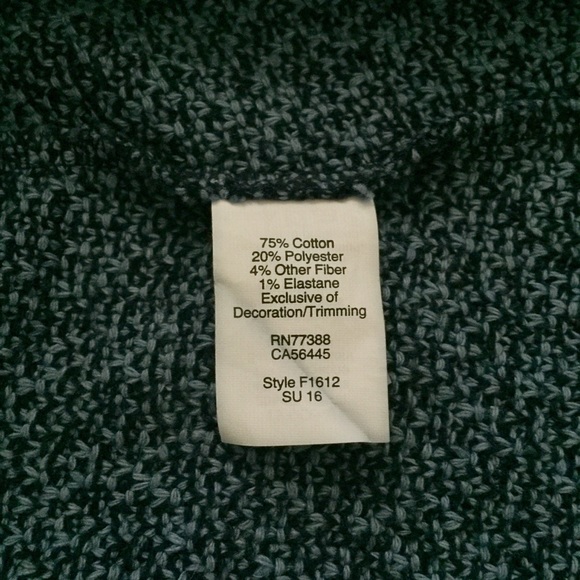 75% Cotton
20% Polyester
4% Other Fiber
1% Elastane
Exclusive of
Decoration/Trimming
RN77388
CA56445
Style F1612
SU 16